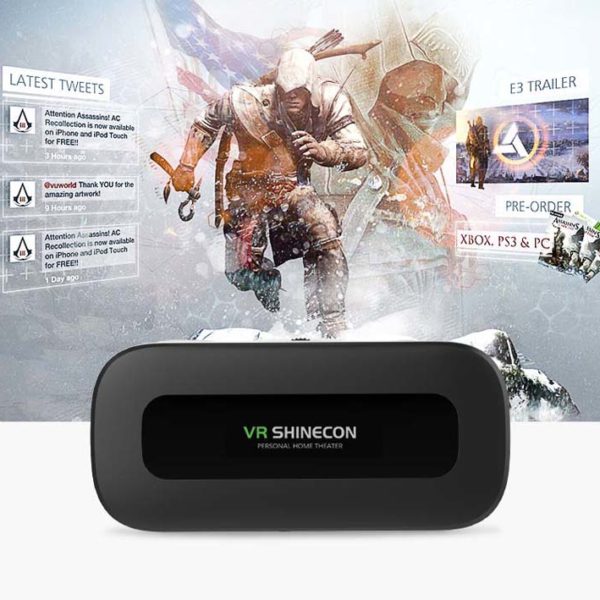 LATEST TWEETS
Attention Assassins! AC
Recollection is now available
on iPhone and iPod Touch
for FREE!!
3 Hours ago
@vuworld Thank YOU for the
amazing artwork!
9 Hours ago
Attention Assassins! AC
Recollection is now available
on iPhone and iPod Touch
for FREE!!
1 Day ago
E3 TRAILER
PRE-ORDER
XBOX, PS3 & PC
VR SHINECON
PERSONAL HOME THEATER